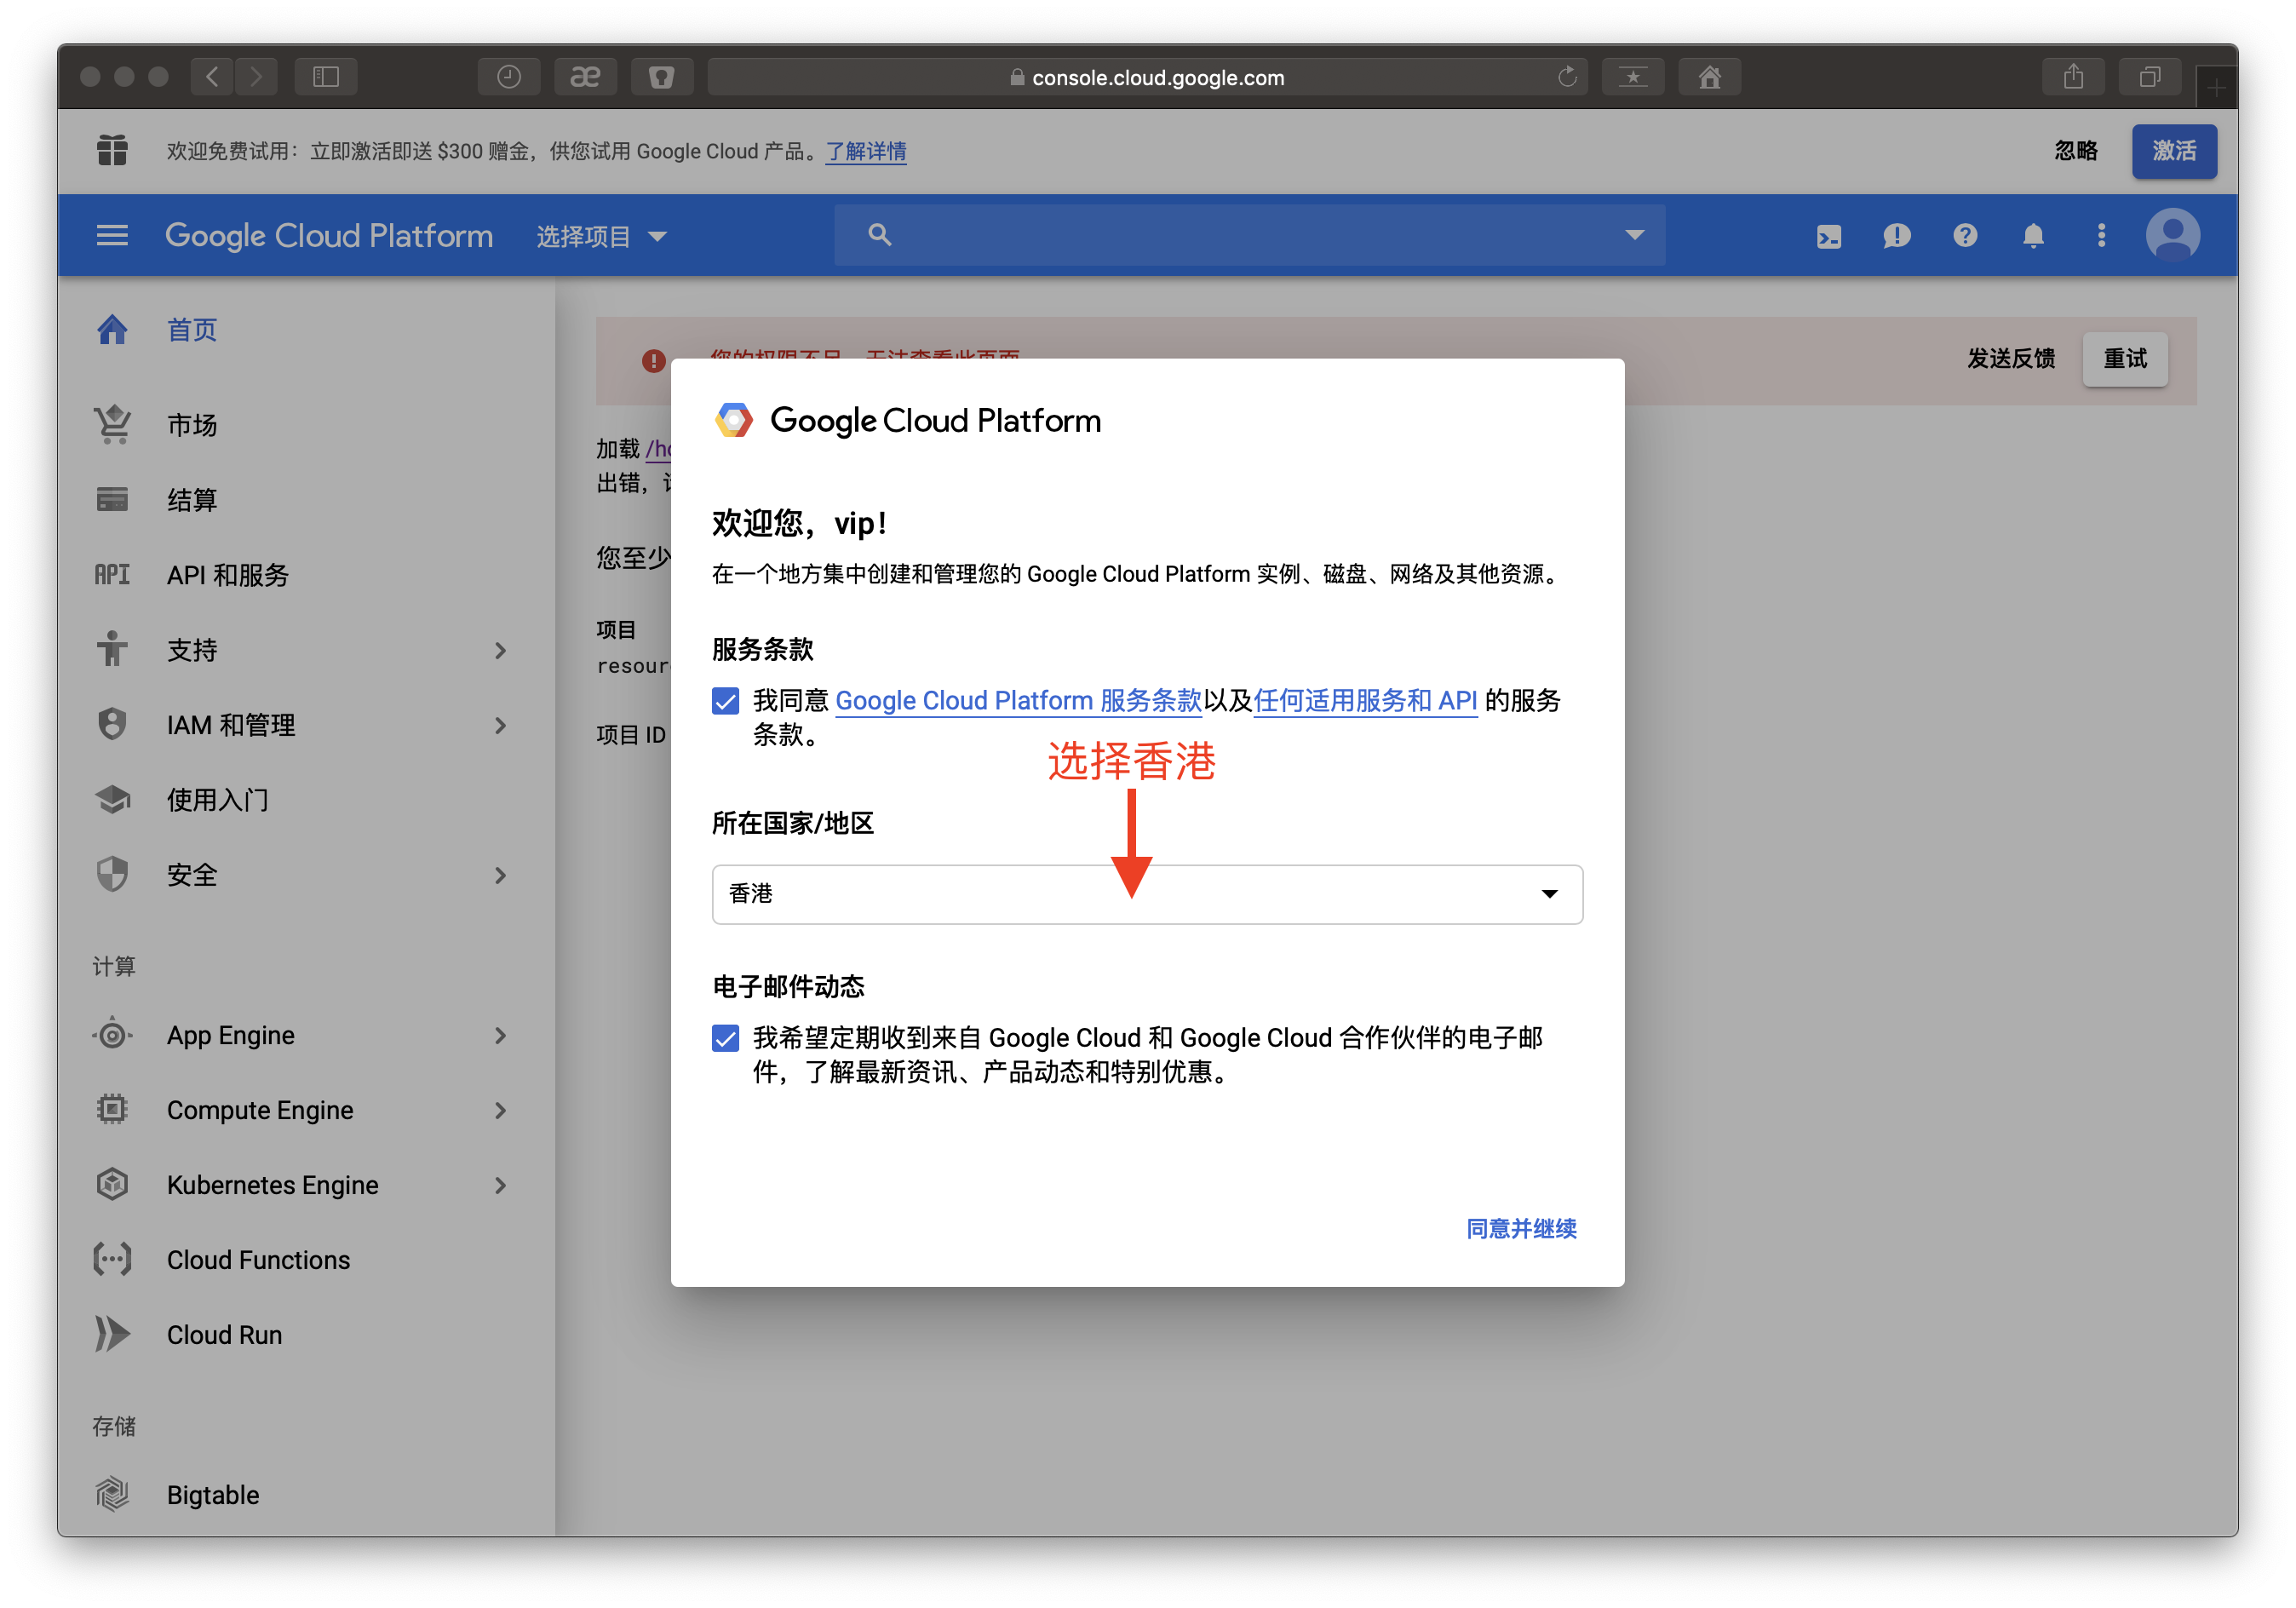 console.cloud.google.com
欢迎免费试用：立即激活即送 $300 赠金，供您试用 Google Cloud 产品。了解详情
忽略
激活
Google Cloud Platform
选择项目
首页
市场
结算
API
API 和服务
支持
IAM 和管理
使用入门
安全
计算
App Engine
Compute Engine
Kubernetes Engine
Cloud Functions
Cloud Run
存储
Bigtable
发送反馈
重试
加载
出错，
您至少
项目
项目 ID
Google Cloud Platform
欢迎您，vip！
在一个地方集中创建和管理您的 Google Cloud Platform 实例、磁盘、网络及其他资源。
服务条款
我同意 Google Cloud Platform 服务条款以及任何适用服务和 API 的服务
条款。
选择香港
所在国家/地区
香港
电子邮件动态
我希望定期收到来自 Google Cloud 和 Google Cloud 合作伙伴的电子邮
件，了解最新资讯、产品动态和特别优惠。
同意并继续